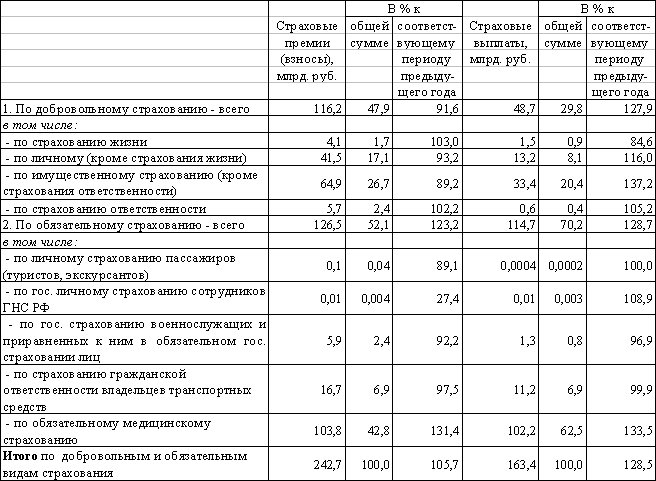 В % к В % к
Страховые премии (взносы), млрд. руб. общей сумме соответст-вующему периоду предыду-щего года Страховые выплаты, млрд. руб. общей сумме соответст-вующему периоду предыду-щего года
1. По добровольному страхованию - всего 116,2 47,9 91,6 48,7 29,8 127,9
в том числе:
- по страхованию жизни 4,1 1,7 103,0 1,5 0,9 84,6
- по личному (кроме страхования жизни) 41,5 17,1 93,2 13,2 8,1 116,0
- по имущественному страхованию (кроме
страхования ответственности) 64,9 26,7 89,2 33,4 20,4 137,2
- по страхованию ответственности 5,7 2,4 102,2 0,6 0,4 105,2
2. По обязательному страхованию - всего 126,5 52,1 123,2 114,7 70,2 128,7
в том числе:
- по личному страхованию пассажиров
(туристов, экскурсантов) 0,1 0,04 89,1 0,0004 0,0002 100,0
- по гос. личному страхованию сотрудников
ГНС РФ 0,01 0,004 27,4 0,01 0,003 108,9
- по гос. страхованию военнослужащих и
приравненных к ним в обязательном гос.
страховании лиц 5,9 2,4 92,2 1,3 0,8 96,9
- по страхованию гражданской
ответственности владельцев транспортных
средств 16,7 6,9 97,5 11,2 6,9 99,9
- по обязательному медицинскому
страхованию 103,8 42,8 131,4 102,2 62,5 133,5
Итого по добровольным и обязательным
видам страхования 242,7 100,0 105,7 163,4 100,0 128,5